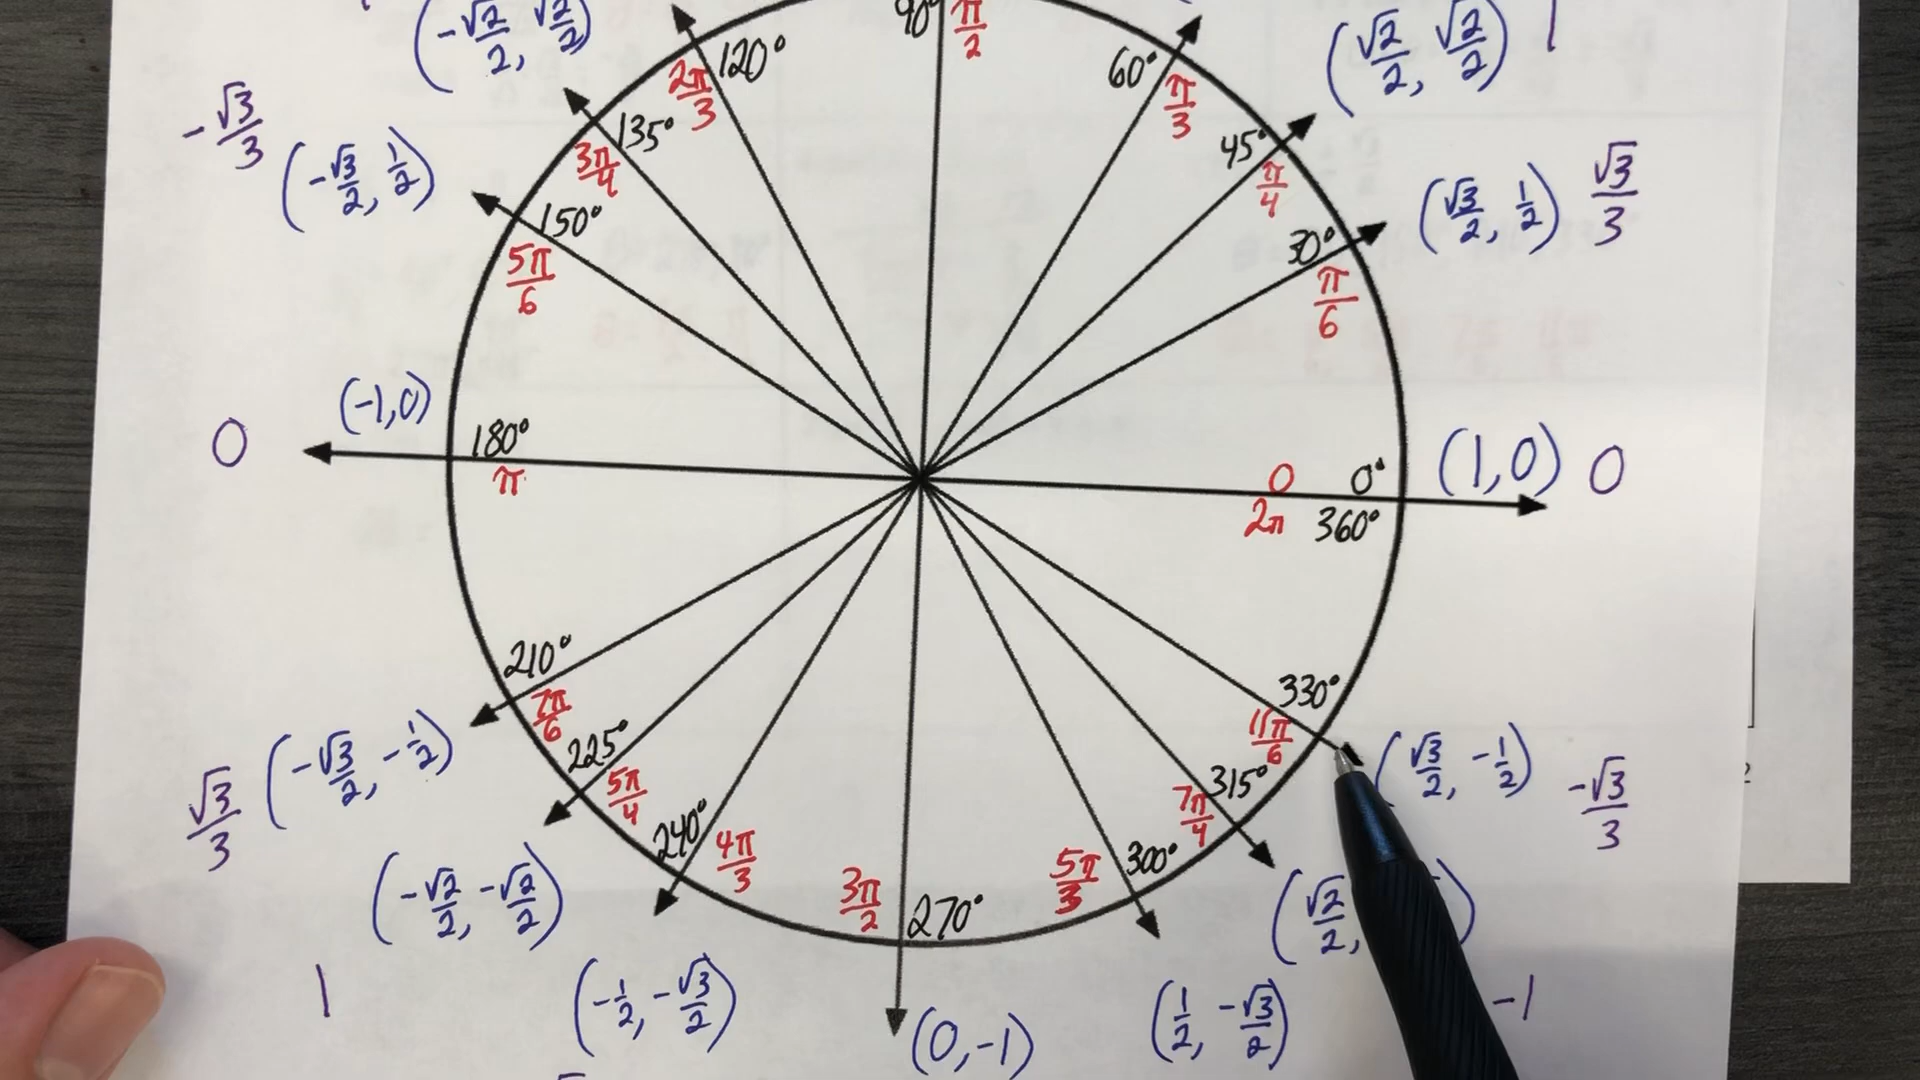 (-√2/2, √2/2)
90° π/2
(√2/2, √2/2) 1
120° 2π/3
60° π/3
-√3/3 (-√3/2, 1/2)
135° 3π/4
45° π/4
(√3/2, 1/2) √3/3
150° 5π/6
30° π/6
0 (-1,0) 180° π
0 0° (1,0) 0
2π 360°
210° 7π/6
330° 11π/6
√3/3 (-√3/2, -1/2)
(√3/2, -1/2) -√3/3
225° 5π/4
315° 7π/4
240° 4π/3
300° 5π/3
3π/2 270°
(-√2/2, -√2/2)
(√2/2,
1 (-1/2, -√3/2)
(0,-1)
(1/2, -√3/2) -1
2